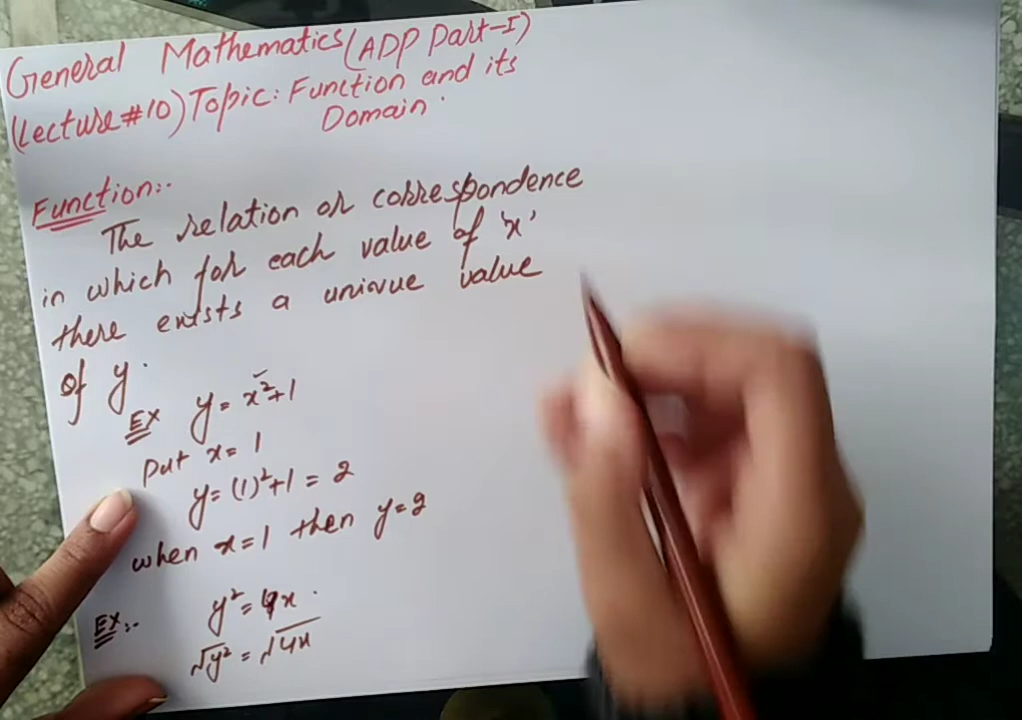 General Mathematics (ADP Part-I)
(Lecture#10) Topic: Function and its
Domain.
Function:-
The relation or correspondence
in which for each value of 'x'
there exists a unique value
of y.
Ex y = x²+1
Put x = 1
y = (1)²+1 = 2
when x=1 then y=2
Ex:- y² = 4x.
√y² = √4x